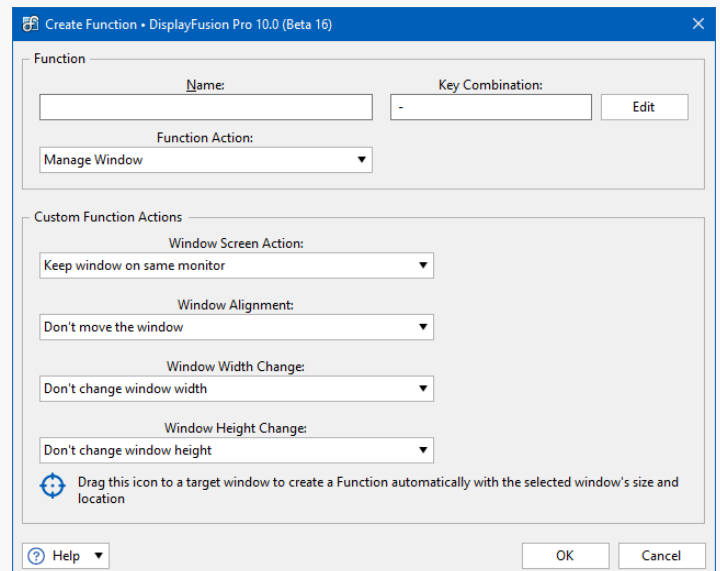 Create Function • DisplayFusion Pro 10.0 (Beta 16)
Function
Name:
Key Combination:
-
Edit
Function Action:
Manage Window
Custom Function Actions
Window Screen Action:
Keep window on same monitor
Window Alignment:
Don't move the window
Window Width Change:
Don't change window width
Window Height Change:
Don't change window height
Drag this icon to a target window to create a Function automatically with the selected window's size and
location
Help
OK
Cancel